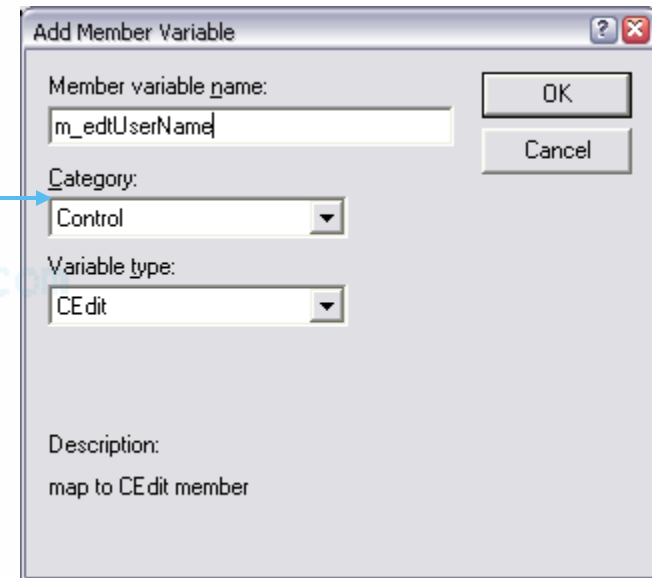 Add Member Variable
Member variable name:
m_edtUserName
OK
Cancel
Category:
Control
Variable type:
CEdit
Description:
map to CEdit member